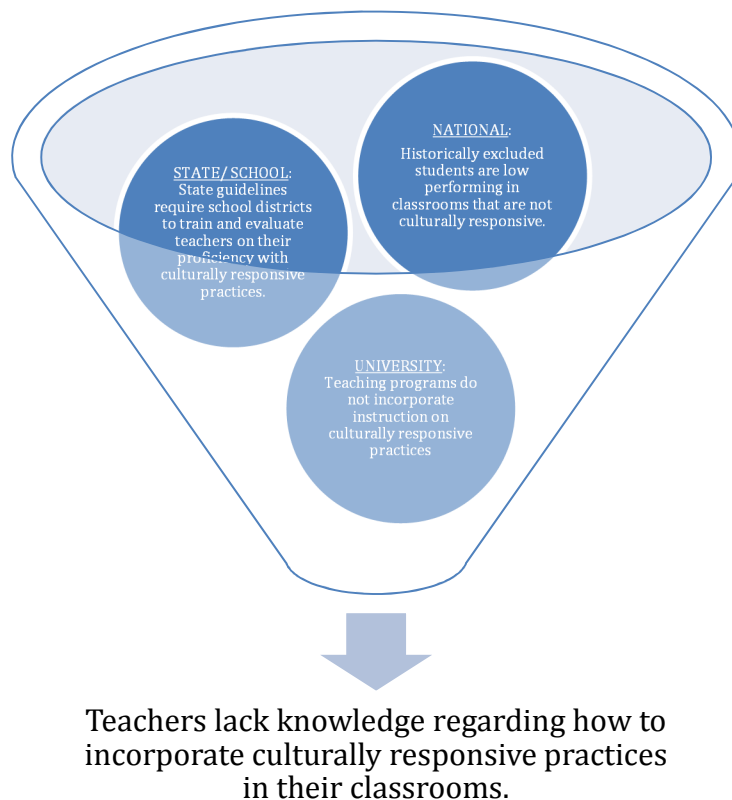 NATIONAL:
Historically excluded
students are low
performing in
classrooms that are not
culturally responsive.
STATE/ SCHOOL:
State guidelines
require school districts
to train and evaluate
teachers on their
proficiency with
culturally responsive
practices.
UNIVERSITY:
Teaching programs do
not incorporate
instruction on
culturally responsive
practices
Teachers lack knowledge regarding how to
incorporate culturally responsive practices
in their classrooms.